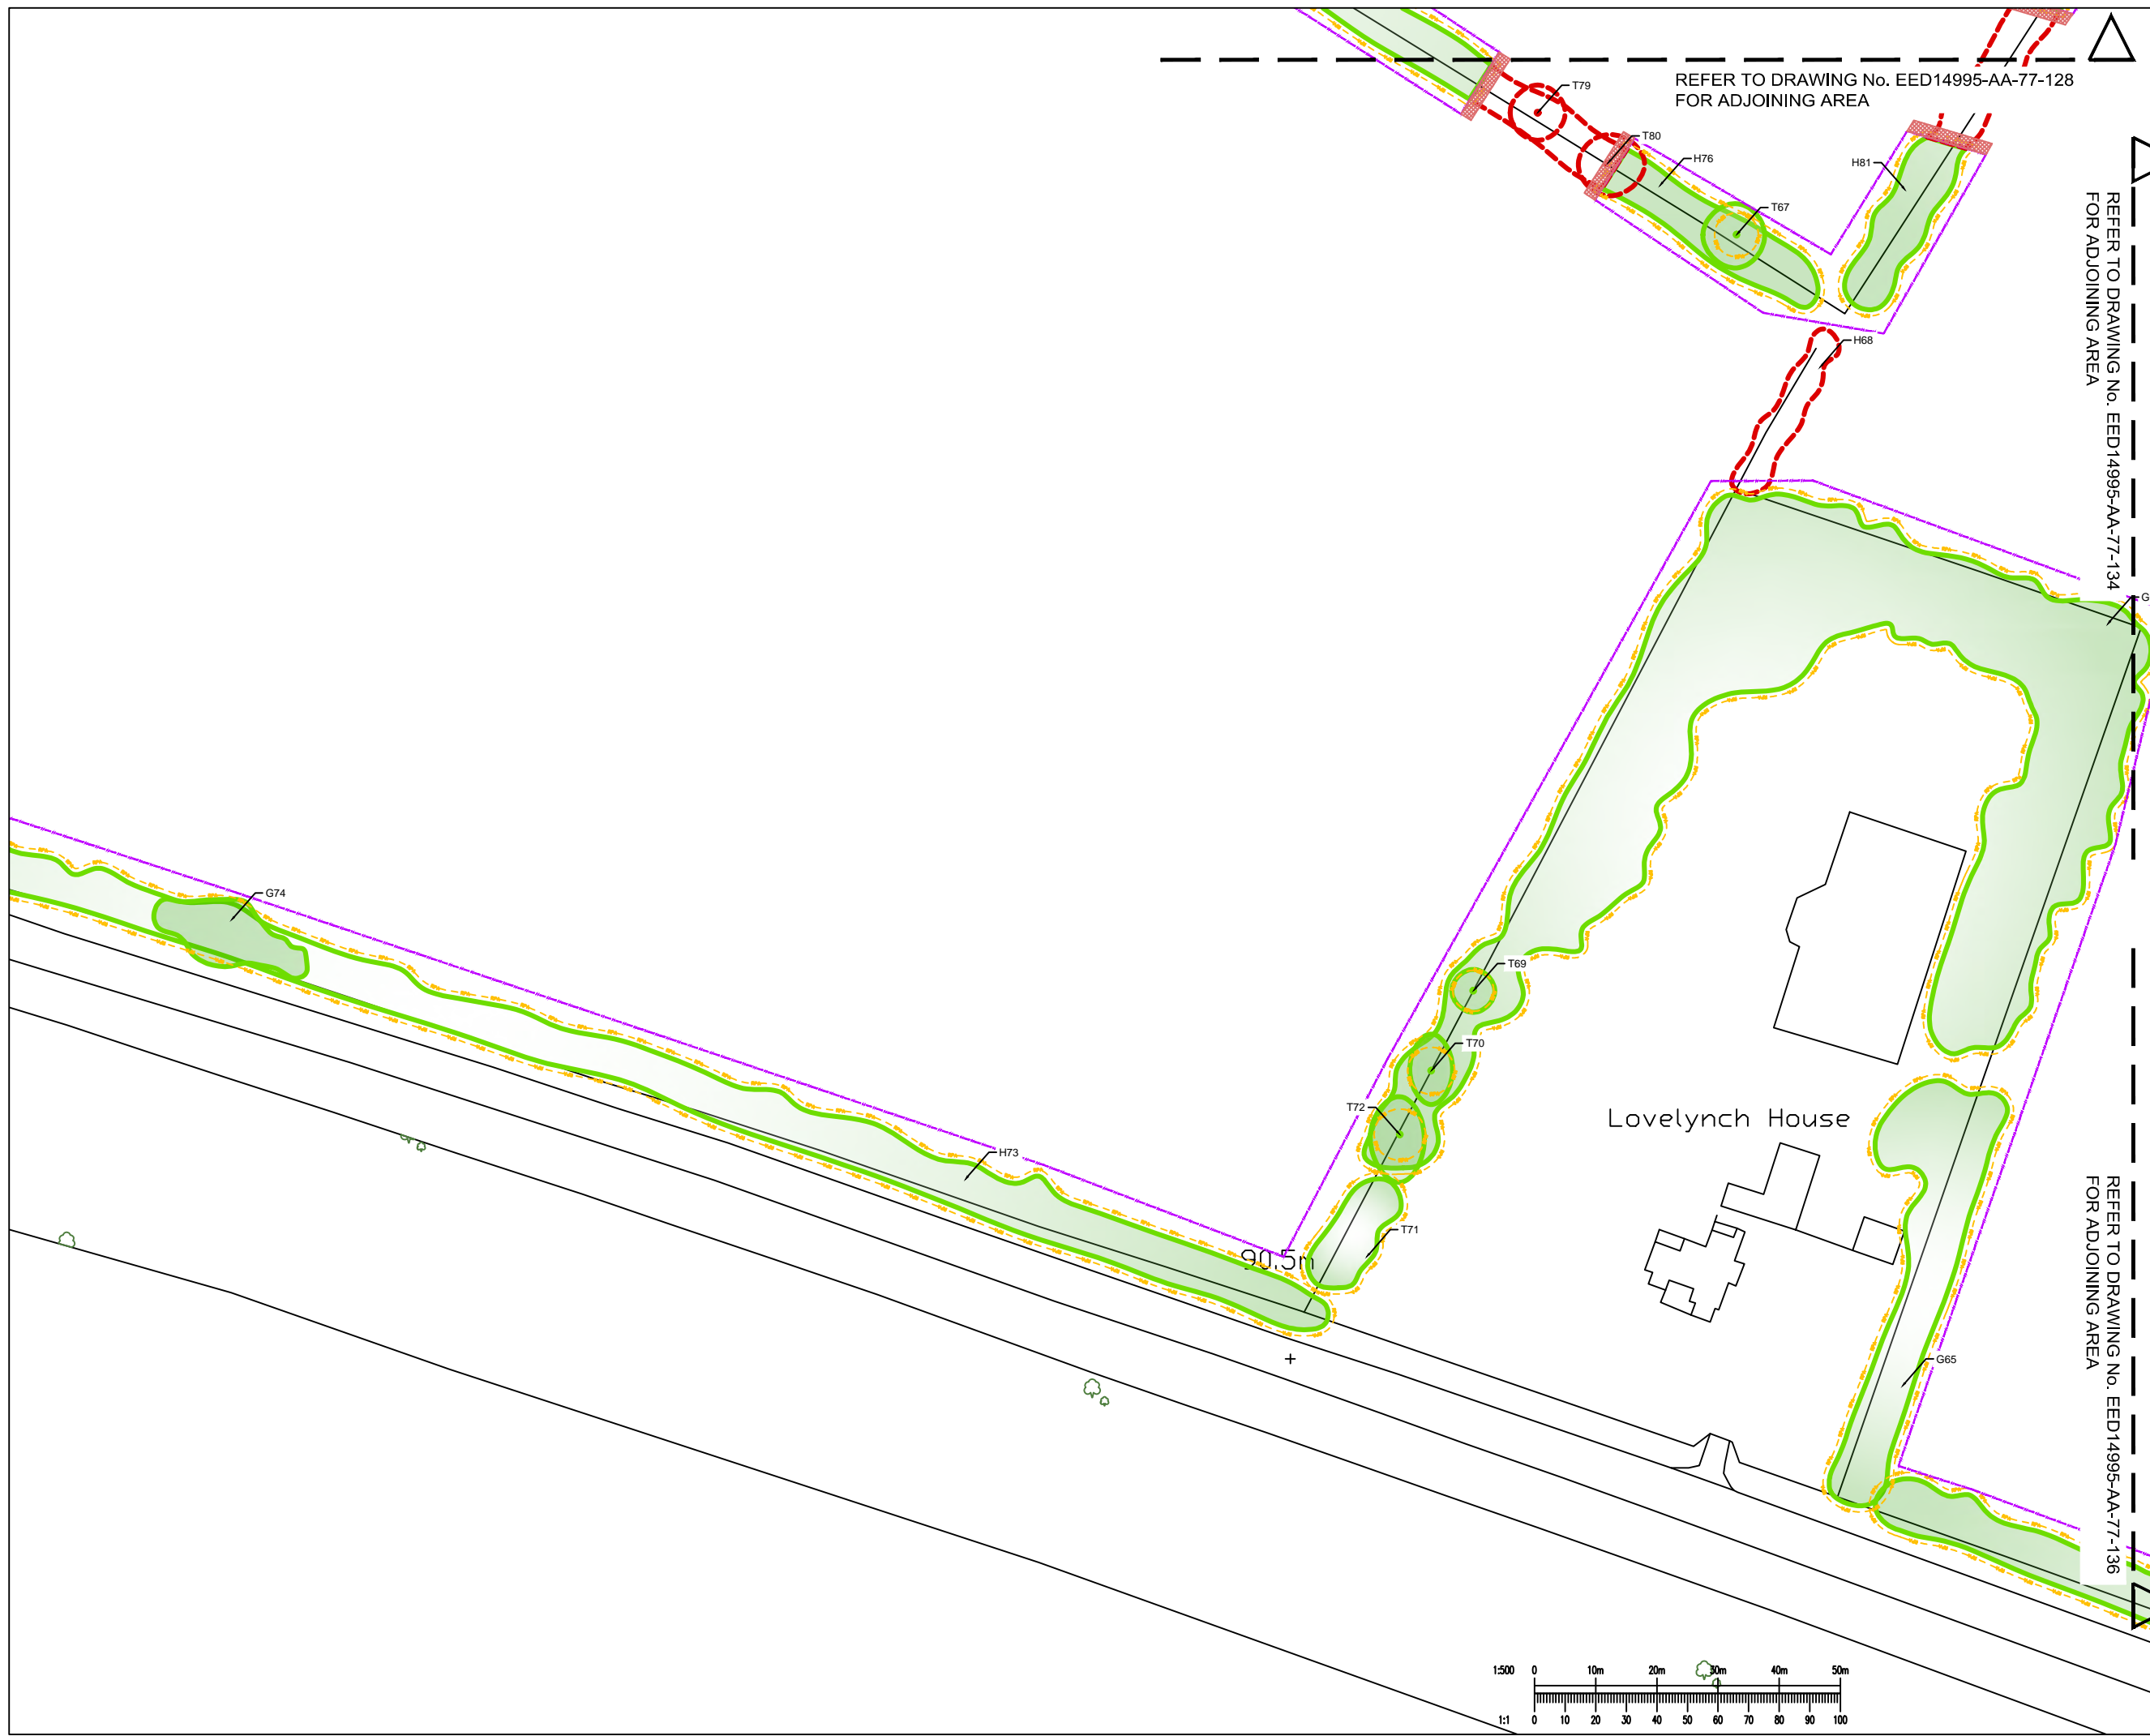 REFER TO DRAWING No. EED14995-AA-77-128
FOR ADJOINING AREA
T79
T80
H76
H81
T67
REFER TO DRAWING No. EED14995-AA-77-134
FOR ADJOINING AREA
H68
G
G74
T69
T70
T72
Lovelynch House
H73
T71
90.5m
REFER TO DRAWING No. EED14995-AA-77-136
FOR ADJOINING AREA
G65
1:500 0 10m 20m 30m 40m 50m
1:1 0 10 20 30 40 50 60 70 80 90 100